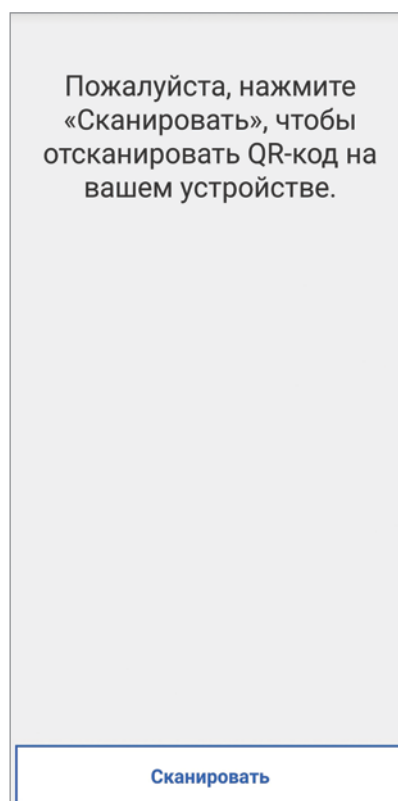 Пожалуйста, нажмите
«Сканировать», чтобы
отсканировать QR-код на
вашем устройстве.
Сканировать